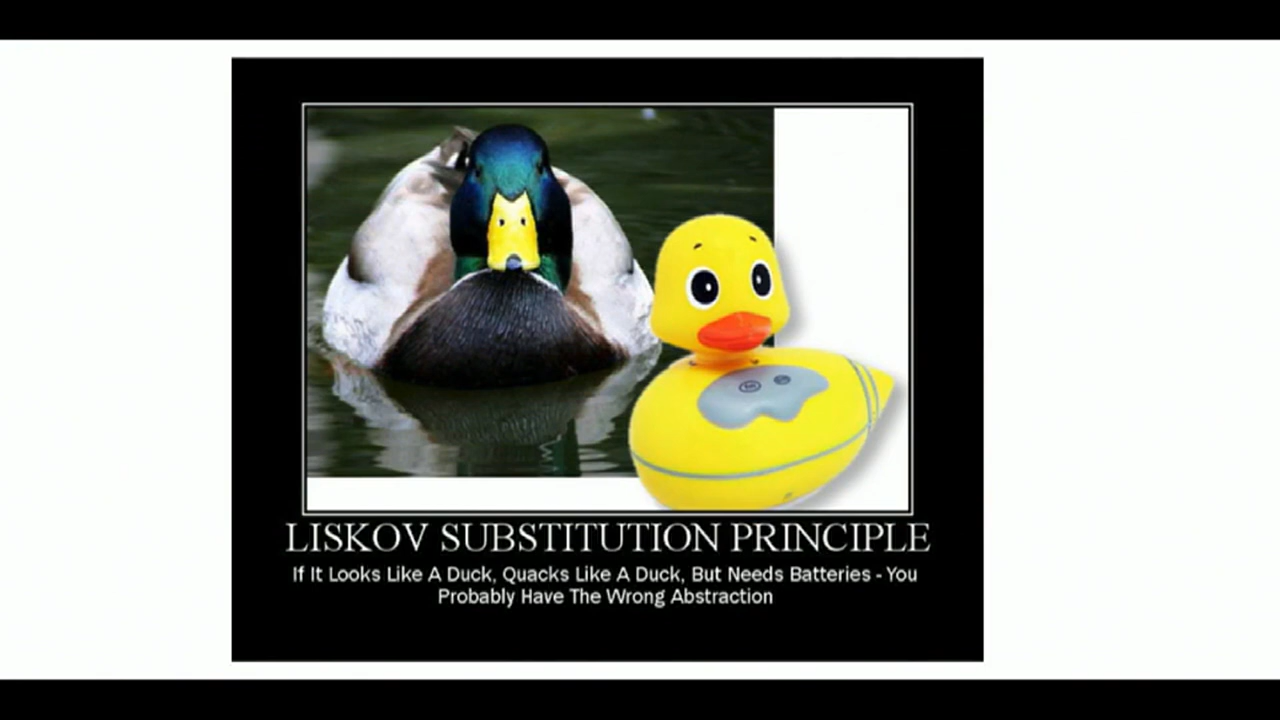 LISKOV SUBSTITUTION PRINCIPLE
If It Looks Like A Duck, Quacks Like A Duck, But Needs Batteries - You
Probably Have The Wrong Abstraction